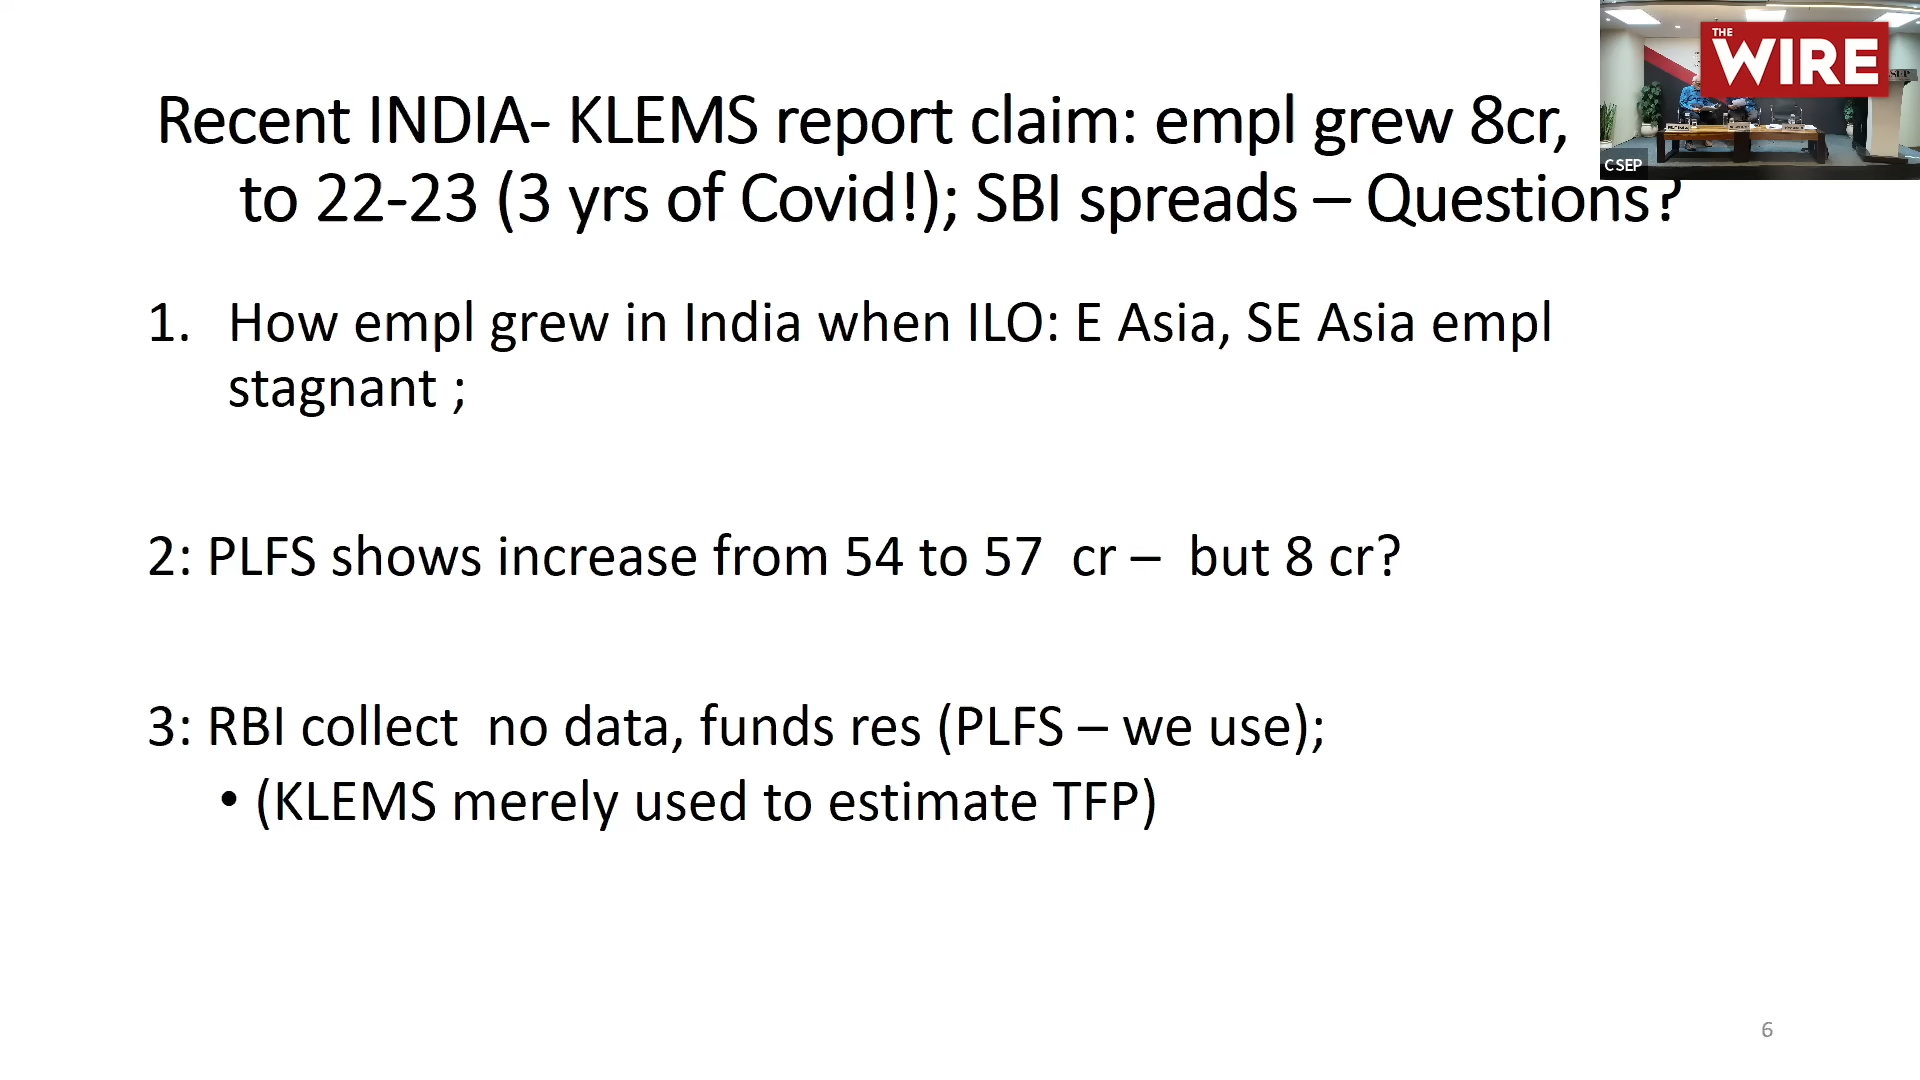 THE
WIRE
CSEP
Recent INDIA- KLEMS report claim: empl grew 8cr,
to 22-23 (3 yrs of Covid!); SBI spreads – Questions?
1. How empl grew in India when ILO: E Asia, SE Asia empl
stagnant ;
2: PLFS shows increase from 54 to 57 cr – but 8 cr?
3: RBI collect no data, funds res (PLFS – we use);
• (KLEMS merely used to estimate TFP)
6